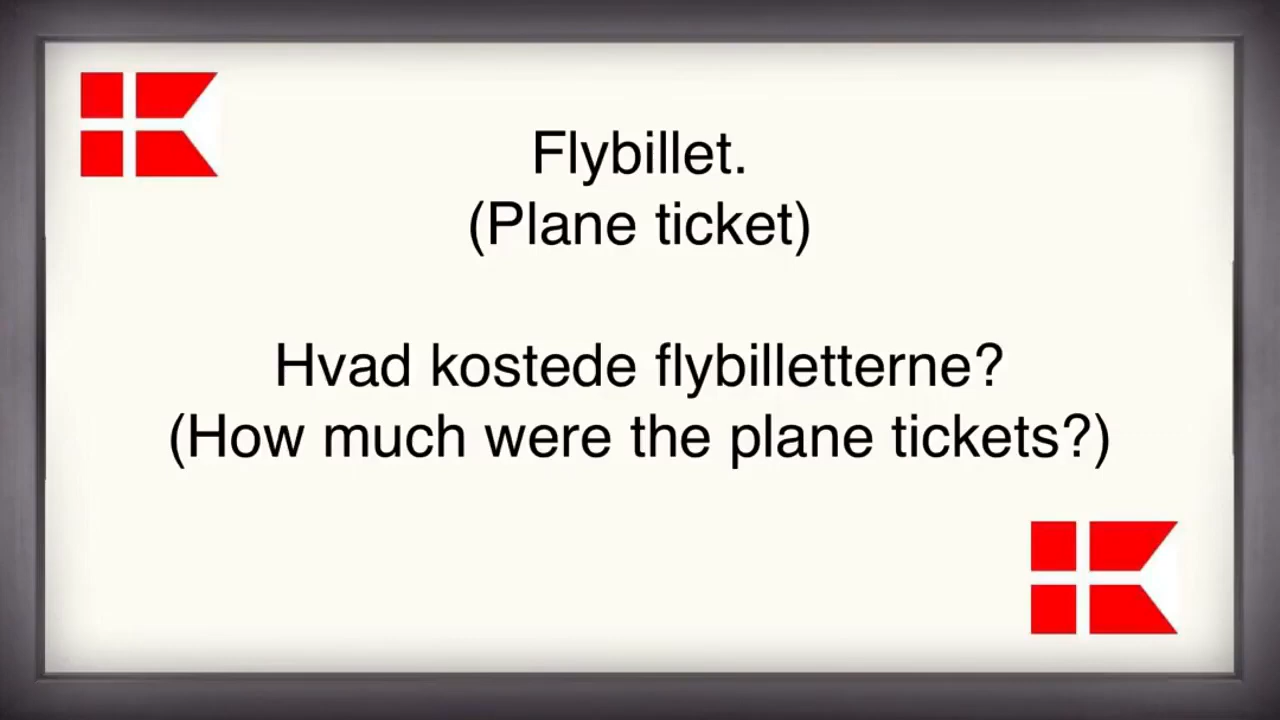 Flybillet.
(Plane ticket)
Hvad kostede flybilletterne?
(How much were the plane tickets?)